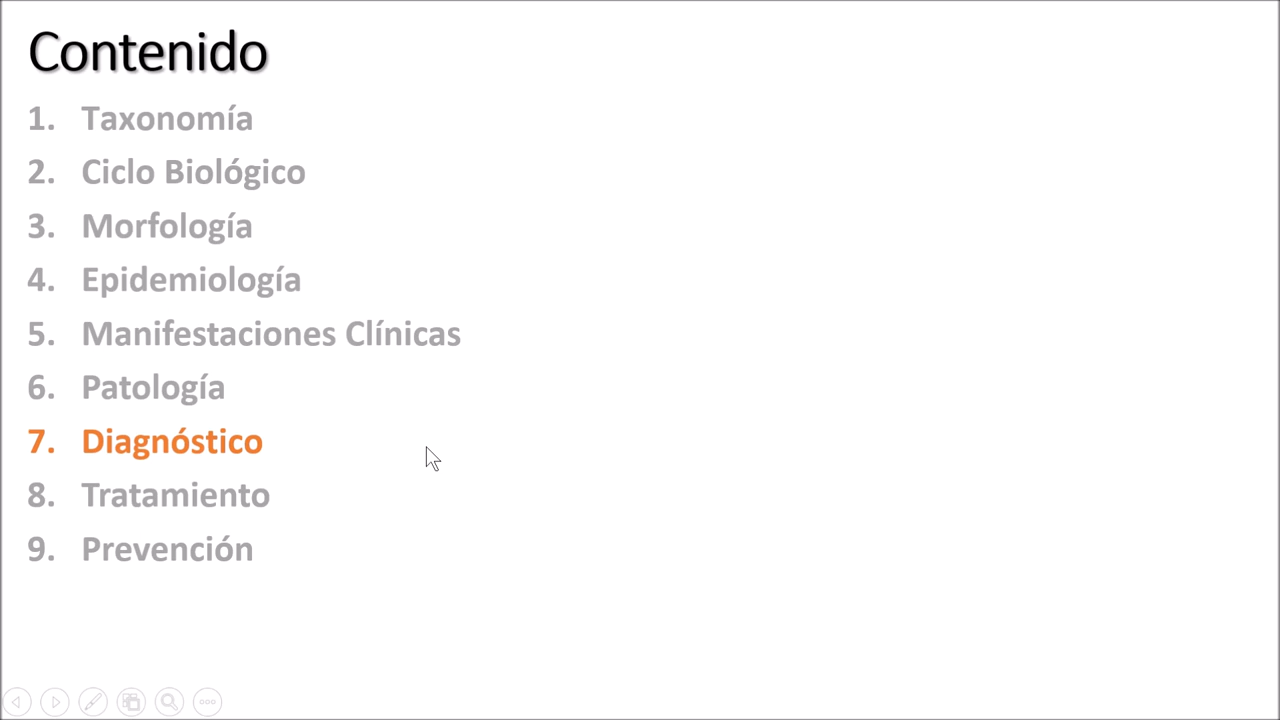 Contenido
1. Taxonomía
2. Ciclo Biológico
3. Morfología
4. Epidemiología
5. Manifestaciones Clínicas
6. Patología
7. Diagnóstico
8. Tratamiento
9. Prevención